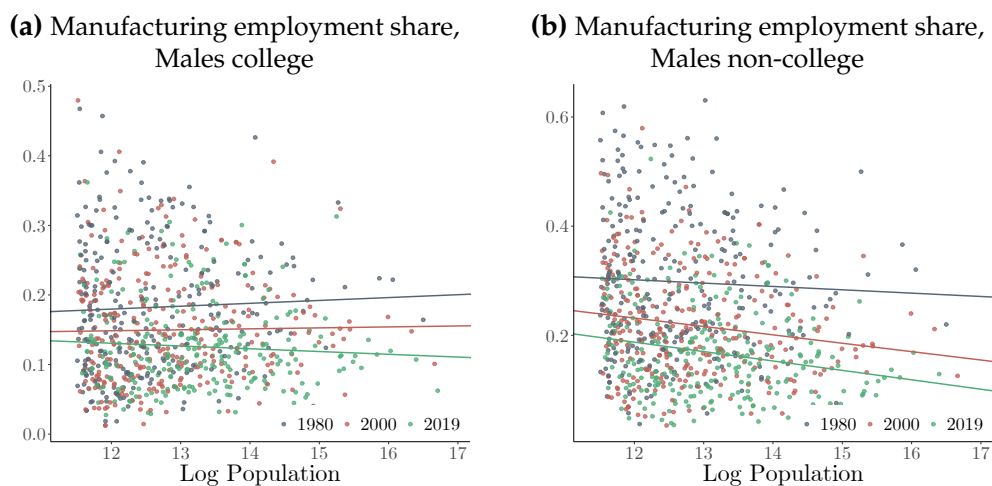 (a) Manufacturing employment share,
Males college
0.5
0.4
0.3
0.2
0.1
0.0
1980 2000 2019
12 13 14 15 16 17
Log Population
(b) Manufacturing employment share,
Males non-college
0.6
0.4
0.2
1980 2000 2019
12 13 14 15 16 17
Log Population